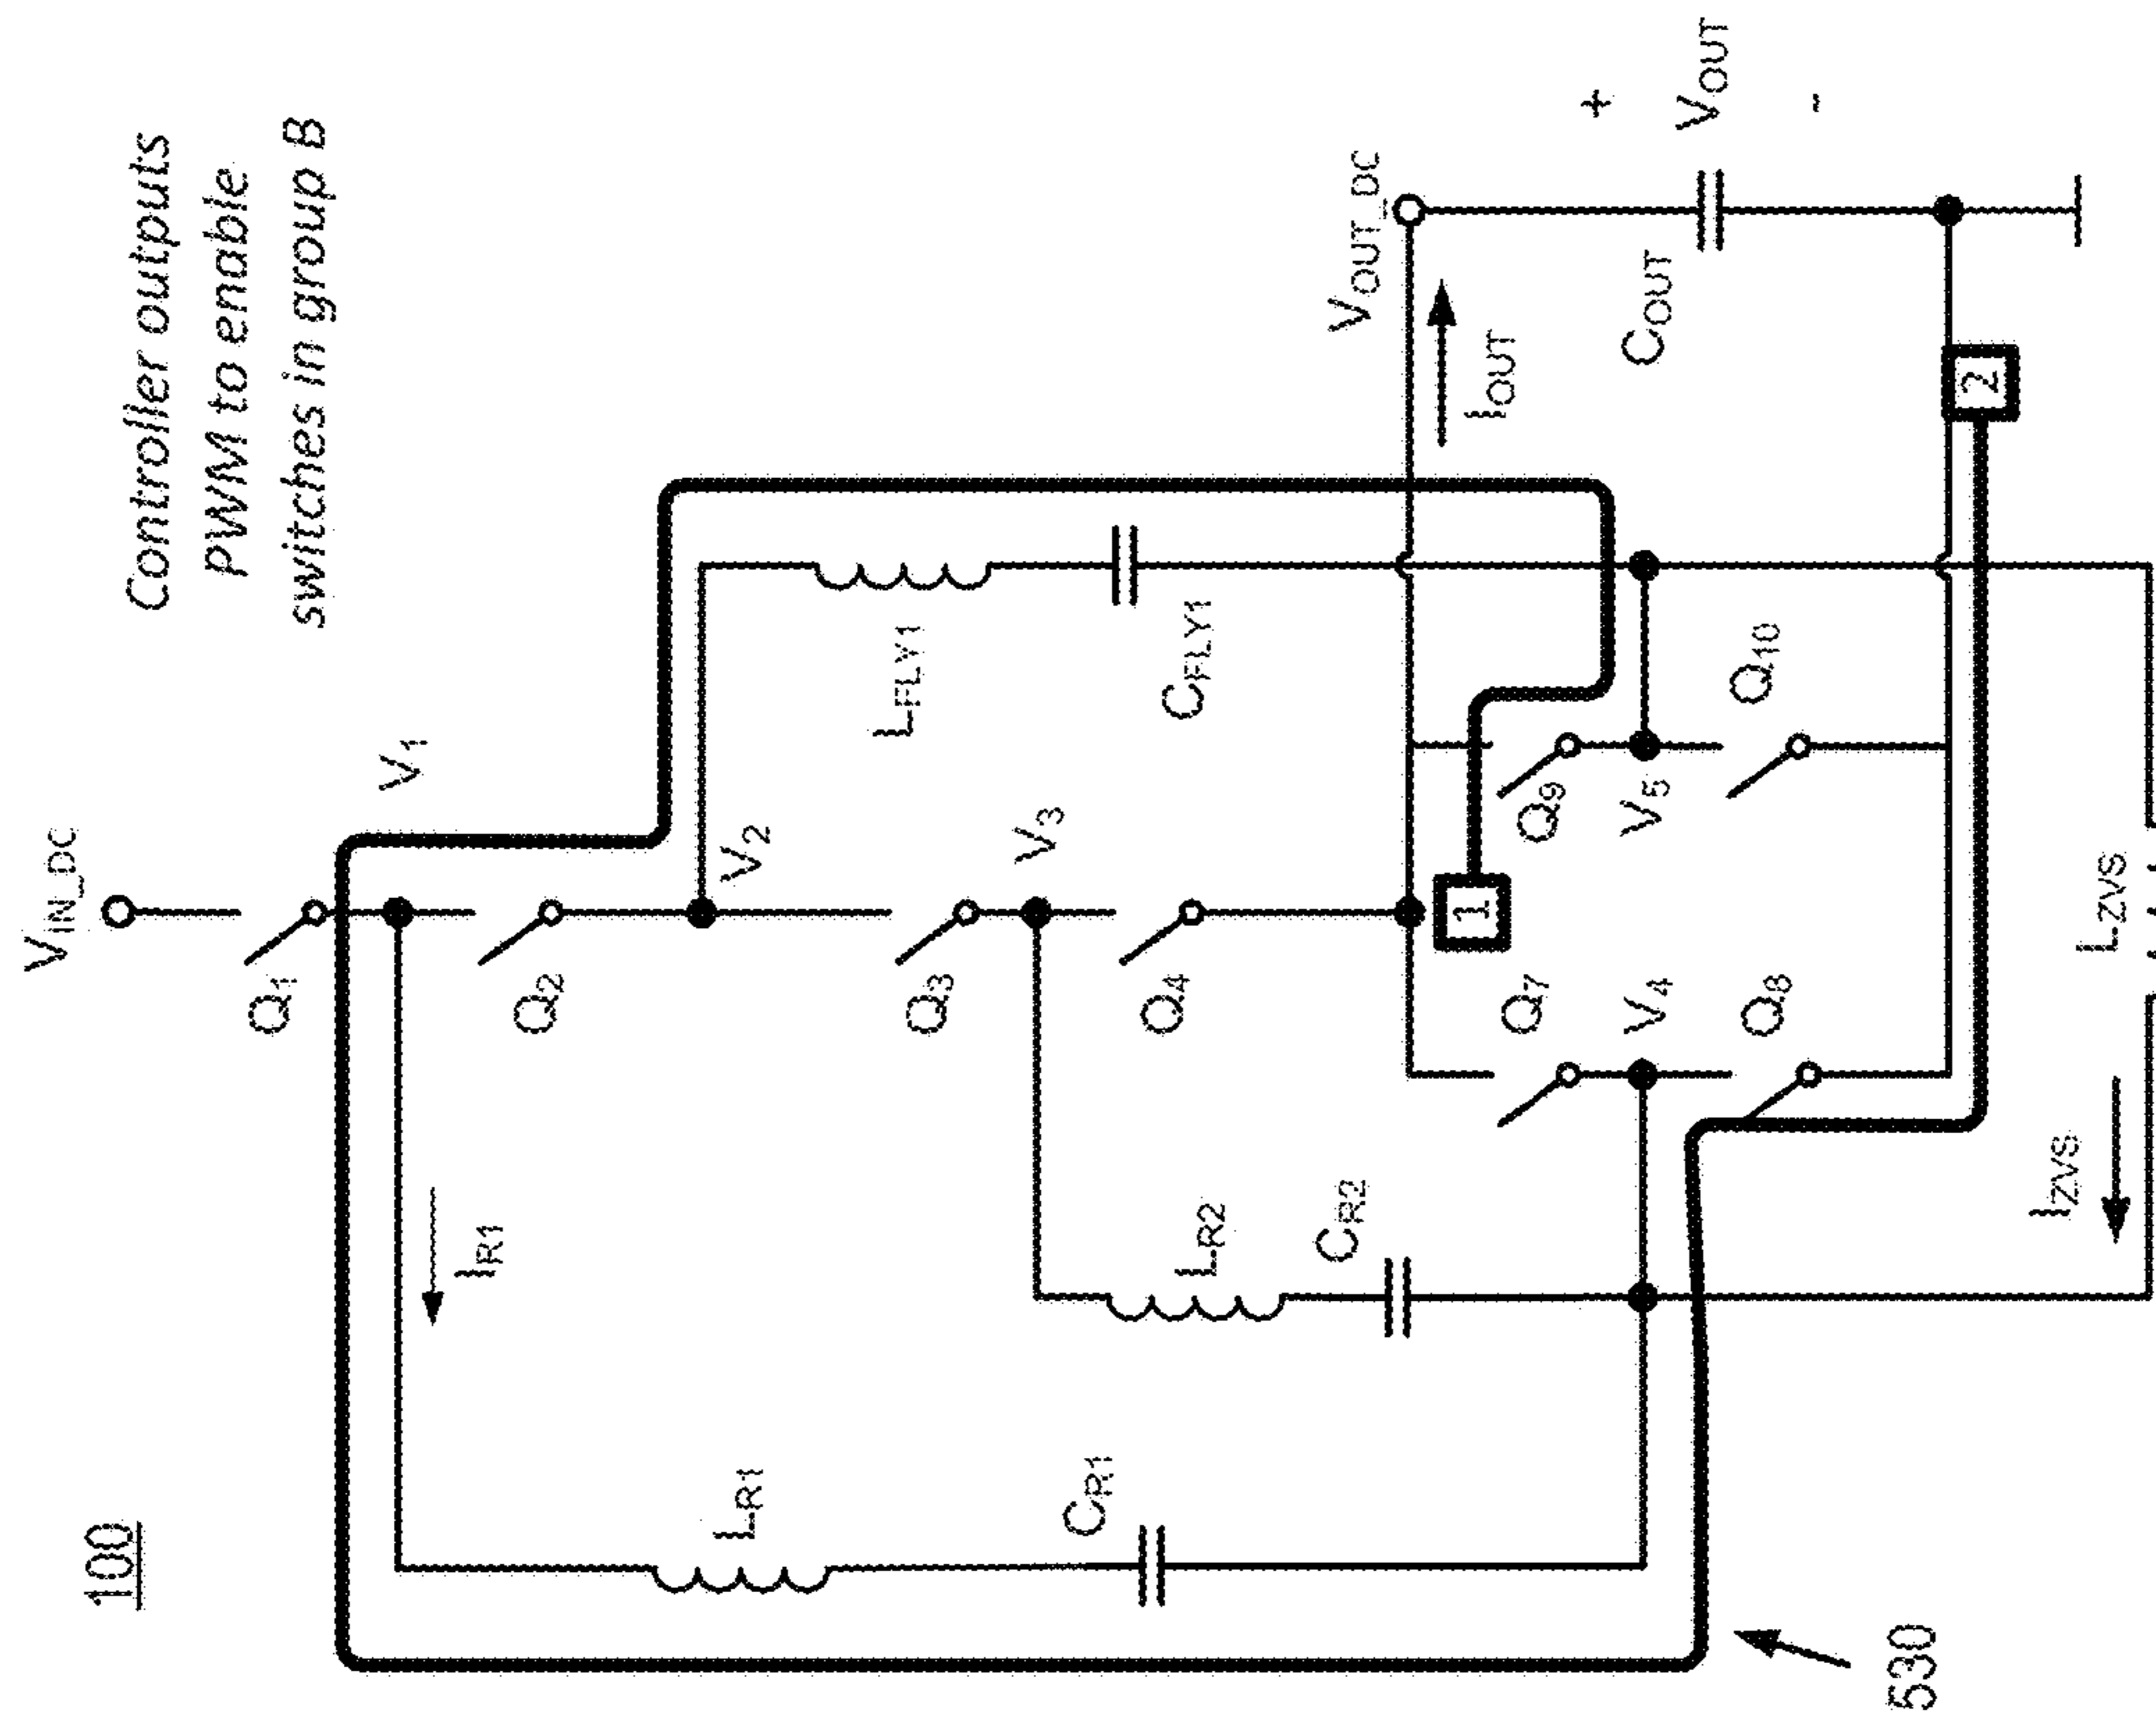 100
Controller outputs
PWM to enable
switches in group B
V_IN_DC
Q1
V1
I_R1
Q2
V2
L_R1
L_FLY1
Q3
V3
C_R1
L_R2
C_FLY1
Q4
C_R2
V_OUT_DC
1
I_OUT
Q7
Q9
+
C_OUT
V_OUT
V4
V5
-
Q8
Q10
530
2
I_ZVS
L_ZVS